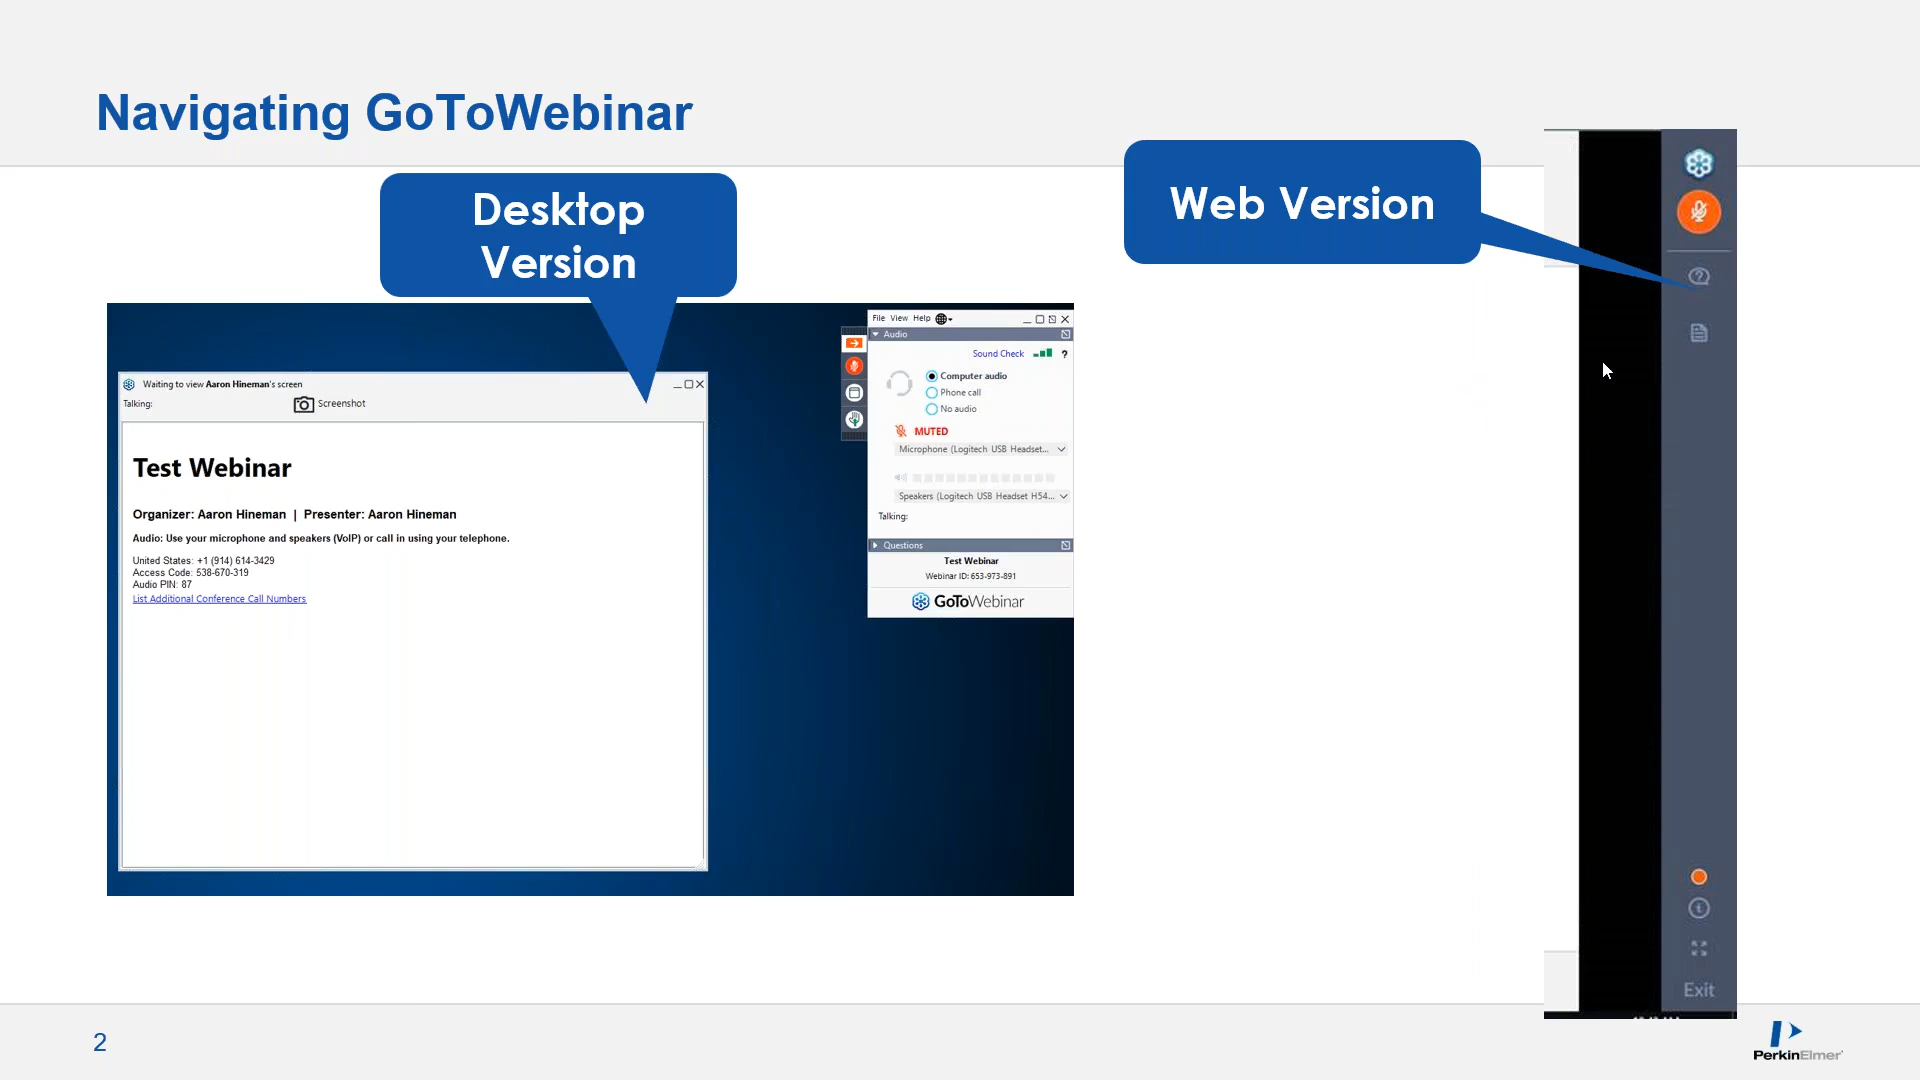 Navigating GoToWebinar
Desktop
Version
Web Version
File View Help
Audio
Sound Check
?
Computer audio
Phone call
No audio
MUTED
Microphone (Logitech USB Headset...
Speakers (Logitech USB Headset H54...
Talking:
Questions
Test Webinar
Webinar ID: 653-973-891
GoToWebinar
Waiting to view Aaron Hineman's screen
Talking:
Screenshot
Test Webinar
Organizer: Aaron Hineman | Presenter: Aaron Hineman
Audio: Use your microphone and speakers (VoIP) or call in using your telephone.
United States: +1 (914) 614-3429
Access Code: 538-670-319
Audio PIN: 87
List Additional Conference Call Numbers
Exit
2
PerkinElmer